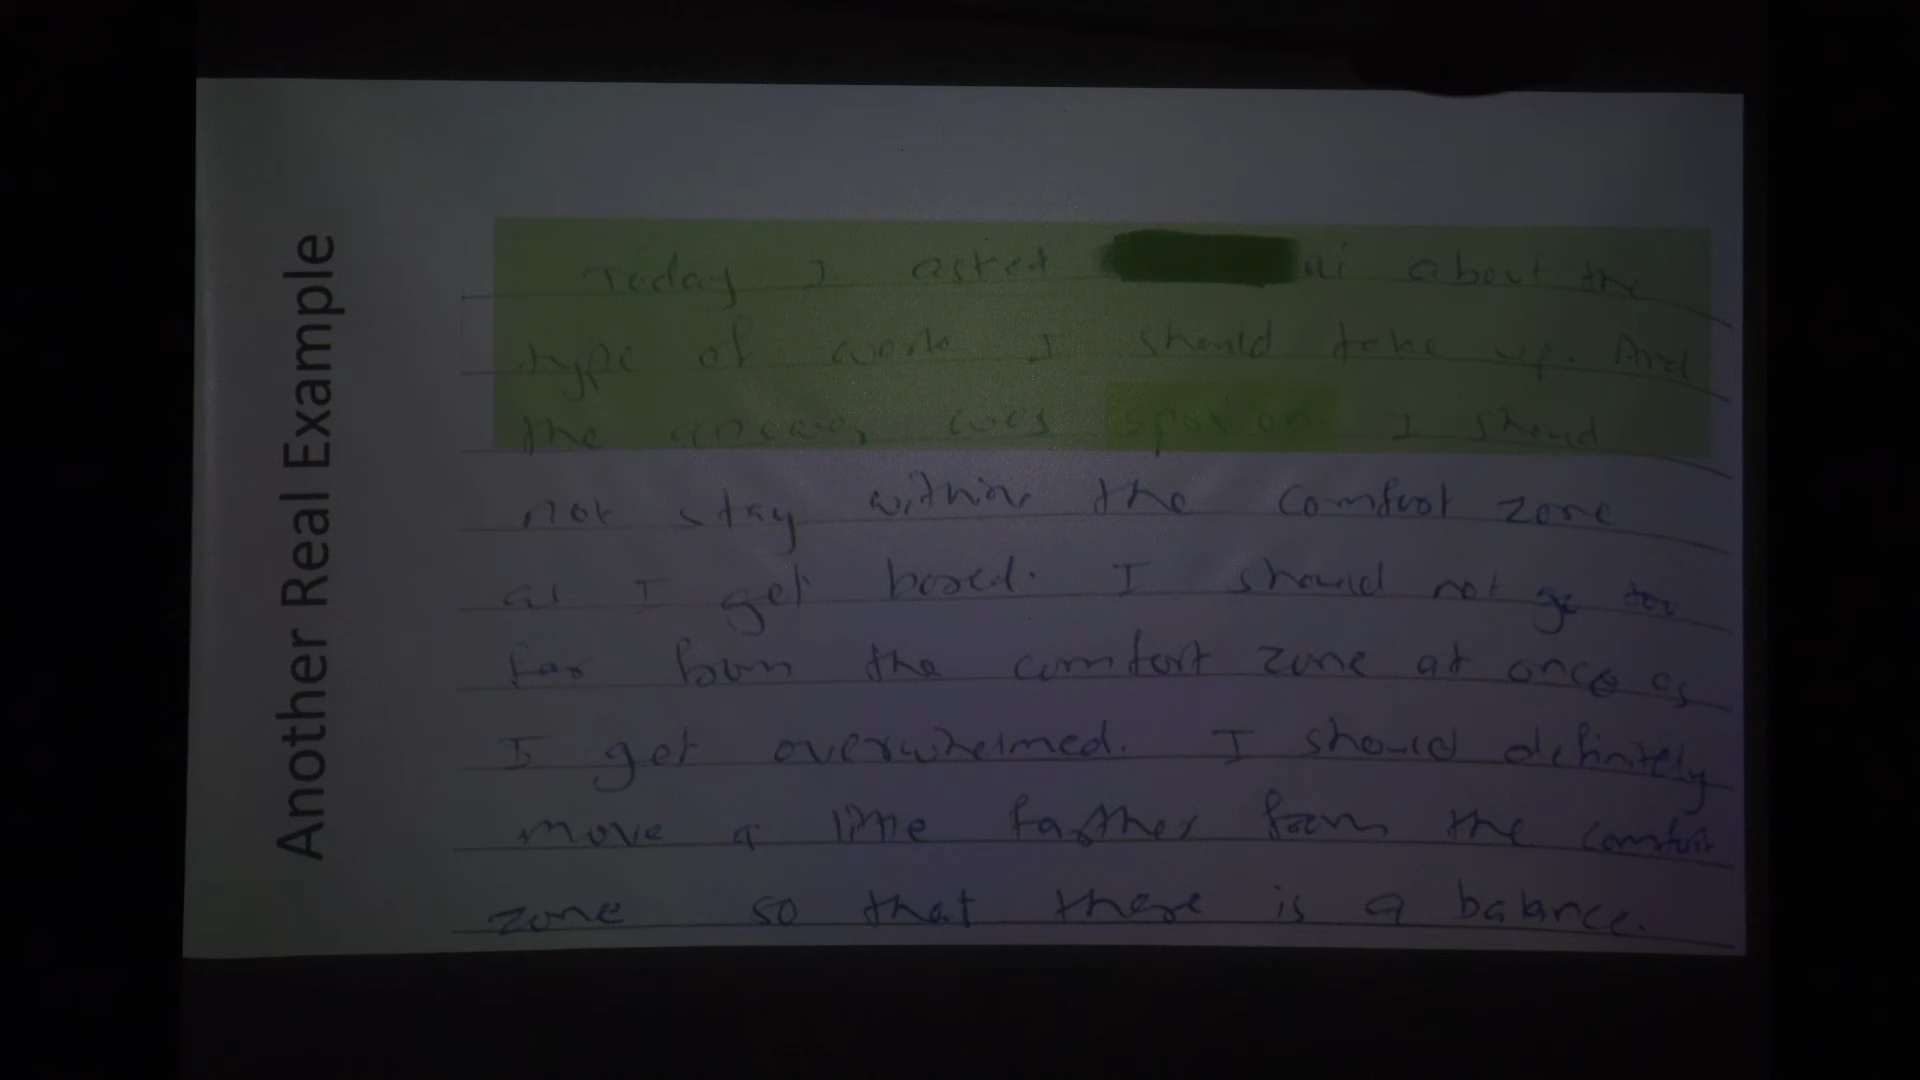 Another Real Example
Today I asked ai about the
type of work I should take up. And
the answer, was spot on. I should
not stay within the comfort zone
as I get bored. I should not go too
far from the comfort zone at once as
I get overwhelmed. I should definitely
move a little farther from the comfort
zone so that there is a balance.